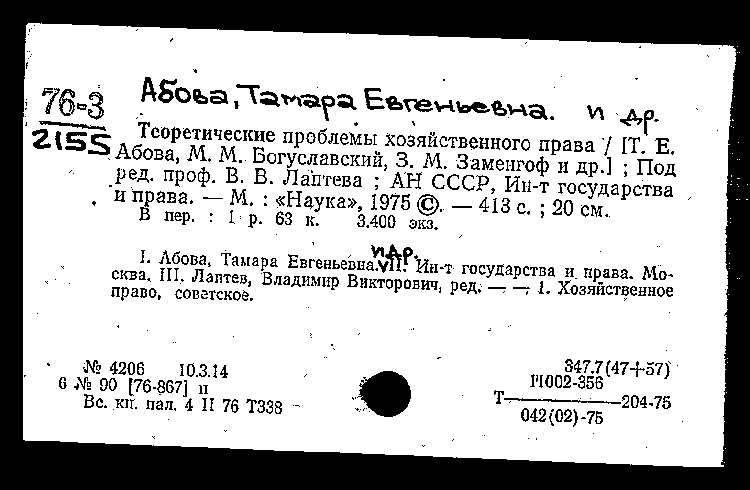 76-3
2155
Абова, Тамара Евгеньевна. и др.
Теоретические проблемы хозяйственного права / [Т. Е.
Абова, М. М. Богуславский, З. М. Заменгоф и др.] ; Под
ред. проф. В. В. Лаптева ; АН СССР, Ин-т государства
и права. — М. : «Наука», 1975 ©. — 413 с. ; 20 см.
В пер. : 1 р. 63 к. 3.400 экз.
и др.
I. Абова, Тамара Евгеньевна. VII. Ин-т государства и права. Мо-
сква. III. Лаптев, Владимир Викторович, ред. — — 1. Хозяйственное
право, советское.
№ 4206 10.3.14
6 № 90 [76-867] п
Вс. кн. пал. 4 II 76 Т338
347.7(47+57)
П002-356
Т — 204-75
042(02)-75